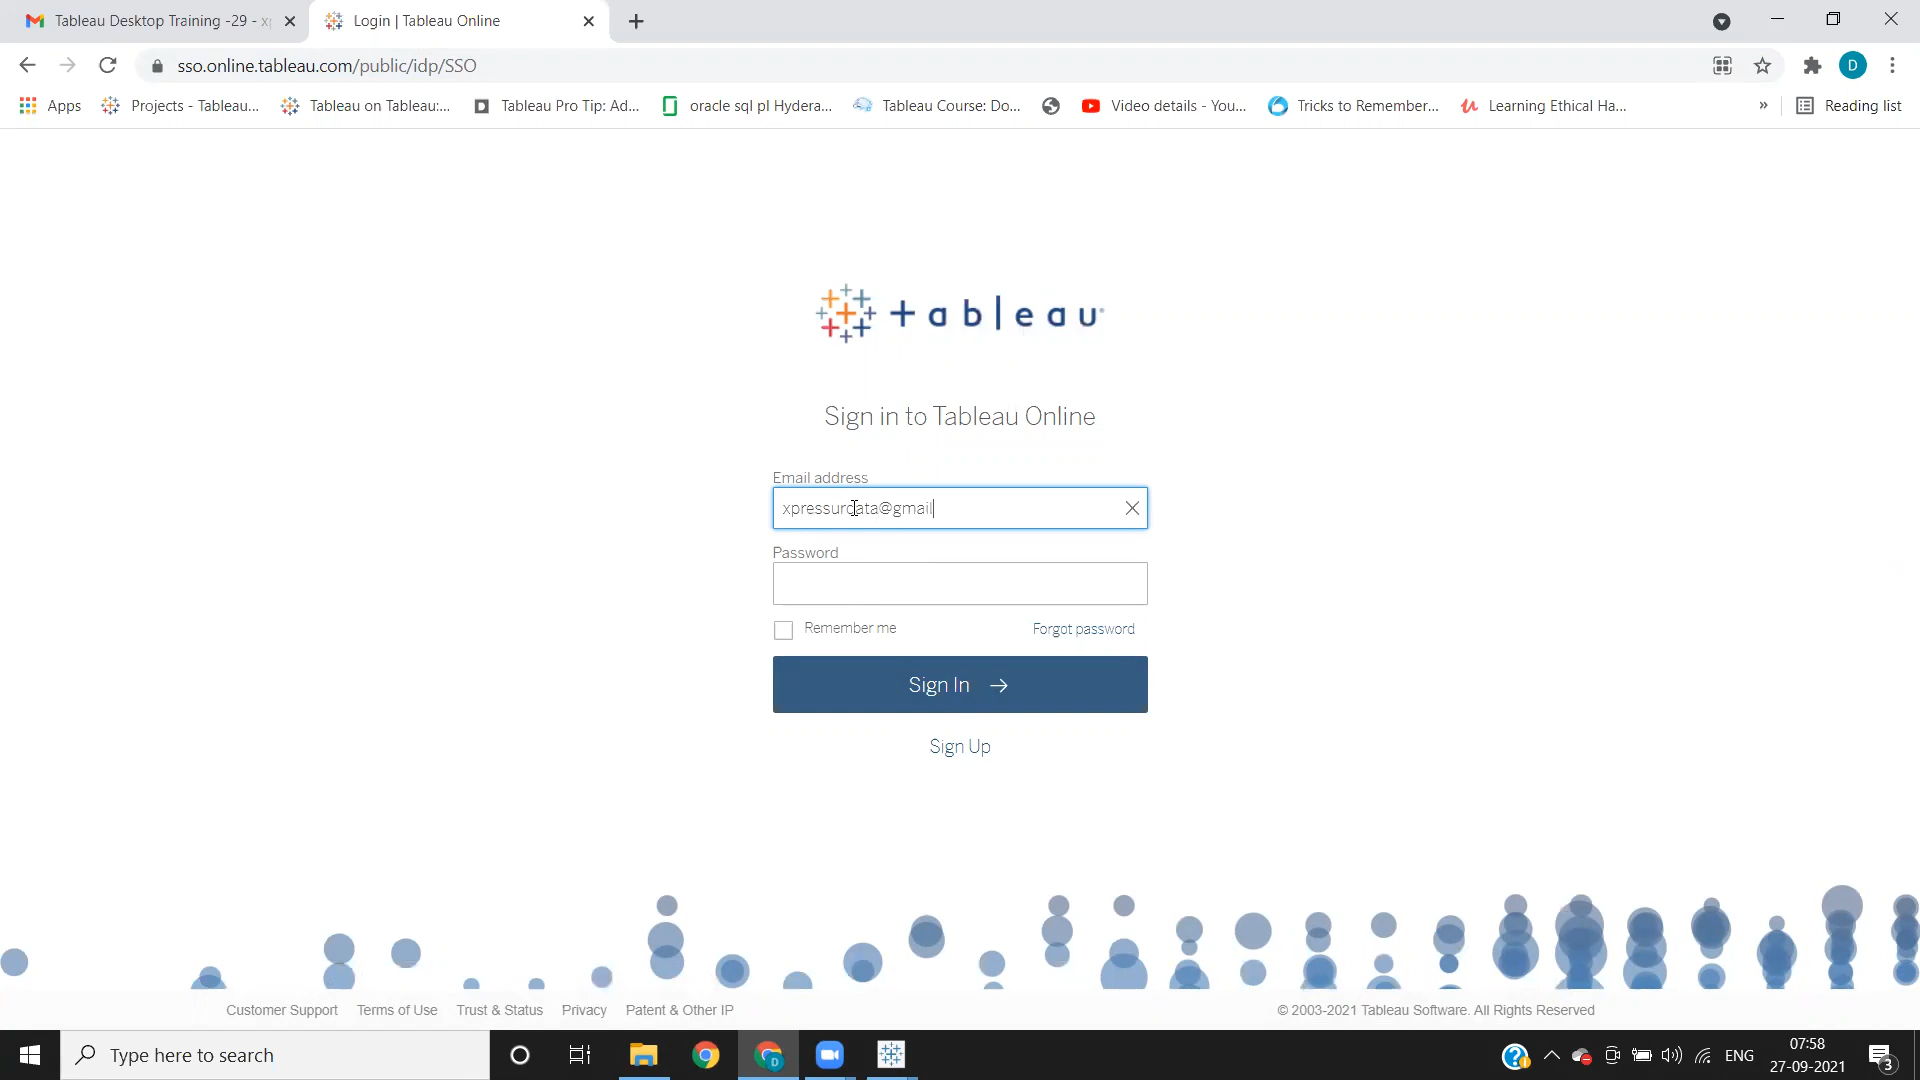 Tableau Desktop Training -29 - xp
Login | Tableau Online
sso.online.tableau.com/public/idp/SSO
D
Apps
Projects - Tableau...
Tableau on Tableau:...
Tableau Pro Tip: Ad...
oracle sql pl Hydera...
Tableau Course: Do...
Video details - You...
Tricks to Remember...
Learning Ethical Ha...
»
Reading list
+ableau
Sign in to Tableau Online
Email address
xpressurdata@gmail
Password
Remember me
Forgot password
Sign In →
Sign Up
Customer Support
Terms of Use
Trust & Status
Privacy
Patent & Other IP
© 2003-2021 Tableau Software. All Rights Reserved
Type here to search
D
ENG
07:58
27-09-2021
3